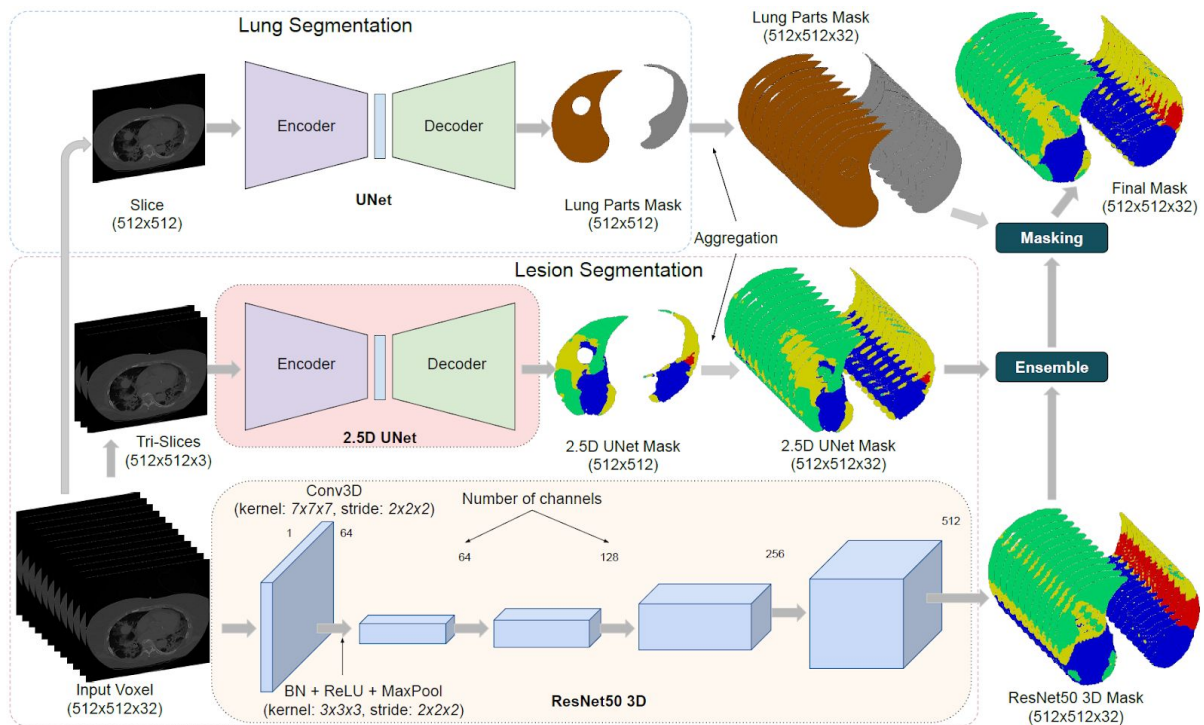 Lung Segmentation
Slice
(512x512)
Encoder
Decoder
UNet
Lung Parts Mask
(512x512)
Lung Parts Mask
(512x512x32)
Final Mask
(512x512x32)
Masking
Aggregation
Lesion Segmentation
Tri-Slices
(512x512x3)
Encoder
Decoder
2.5D UNet
2.5D UNet Mask
(512x512)
2.5D UNet Mask
(512x512x32)
Ensemble
Input Voxel
(512x512x32)
Conv3D
(kernel: 7x7x7, stride: 2x2x2)
1
64
Number of channels
64
128
256
512
BN + ReLU + MaxPool
(kernel: 3x3x3, stride: 2x2x2)
ResNet50 3D
ResNet50 3D Mask
(512x512x32)